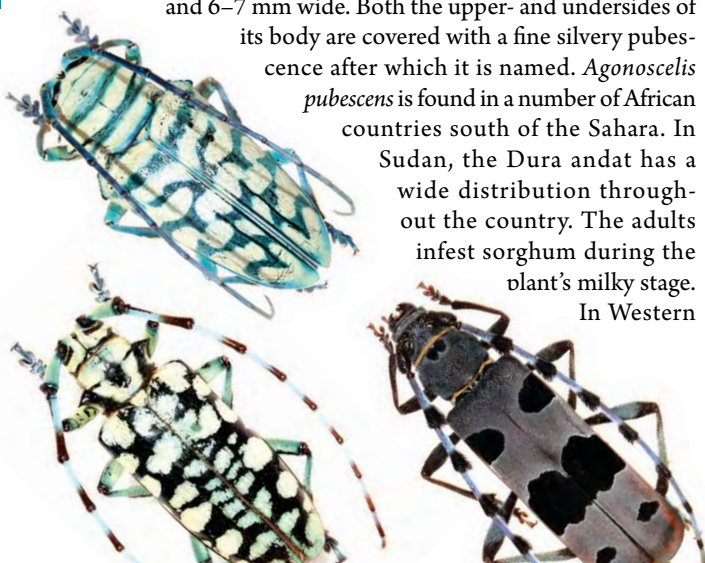 and 6–7 mm wide. Both the upper- and undersides of
its body are covered with a fine silvery pubes-
cence after which it is named. Agonoscelis
pubescens is found in a number of African
countries south of the Sahara. In
Sudan, the Dura andat has a
wide distribution through-
out the country. The adults
infest sorghum during the
plant's milky stage.
In Western